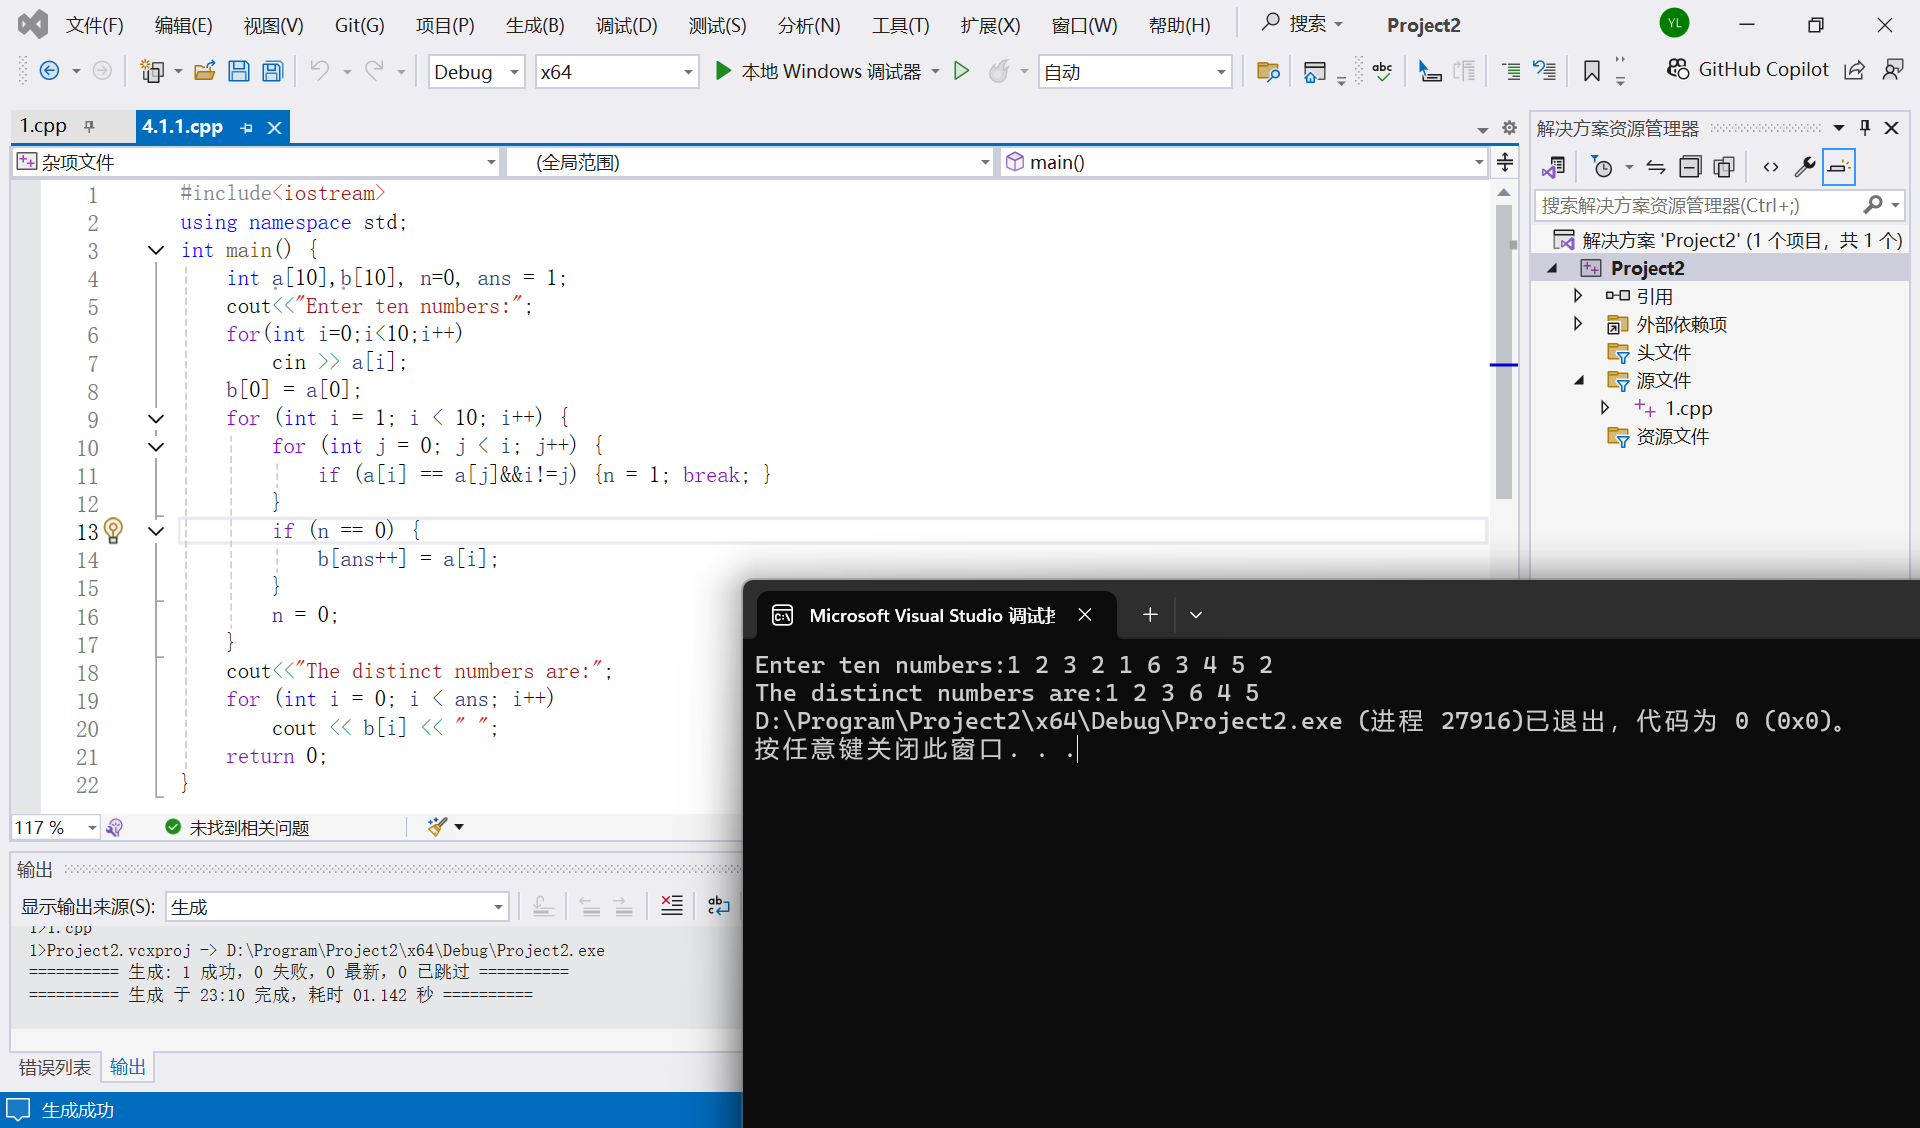 文件(F) 编辑(E) 视图(V) Git(G) 项目(P) 生成(B) 调试(D) 测试(S) 分析(N) 工具(T) 扩展(X) 窗口(W) 帮助(H) 搜索 Project2 YL
Debug x64 本地 Windows 调试器 自动 abc GitHub Copilot
1.cpp 4.1.1.cpp
杂项文件 (全局范围) main()
1 #include<iostream>
2 using namespace std;
3 int main() {
4 int a[10],b[10], n=0, ans = 1;
5 cout<<"Enter ten numbers:";
6 for(int i=0;i<10;i++)
7 cin >> a[i];
8 b[0] = a[0];
9 for (int i = 1; i < 10; i++) {
10 for (int j = 0; j < i; j++) {
11 if (a[i] == a[j]&&i!=j) {n = 1; break; }
12 }
13 if (n == 0) {
14 b[ans++] = a[i];
15 }
16 n = 0;
17 }
18 cout<<"The distinct numbers are:";
19 for (int i = 0; i < ans; i++)
20 cout << b[i] << " ";
21 return 0;
22 }
117 % 未找到相关问题
输出
显示输出来源(S): 生成
1>1.cpp
1>Project2.vcxproj -> D:\Program\Project2\x64\Debug\Project2.exe
========== 生成: 1 成功，0 失败，0 最新，0 已跳过 ==========
========== 生成 于 23:10 完成，耗时 01.142 秒 ==========
错误列表 输出
生成成功
解决方案资源管理器
搜索解决方案资源管理器(Ctrl+;)
解决方案 'Project2' (1 个项目，共 1 个)
Project2
引用
外部依赖项
头文件
源文件
1.cpp
资源文件
Microsoft Visual Studio 调试控
Enter ten numbers:1 2 3 2 1 6 3 4 5 2
The distinct numbers are:1 2 3 6 4 5
D:\Program\Project2\x64\Debug\Project2.exe (进程 27916)已退出，代码为 0 (0x0)。
按任意键关闭此窗口. . .